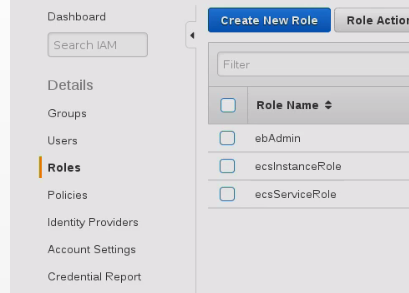 Dashboard
Search IAM
Details
Groups
Users
Roles
Policies
Identity Providers
Account Settings
Credential Report
Create New Role
Role Action
Filter
Role Name
ebAdmin
ecsInstanceRole
ecsServiceRole